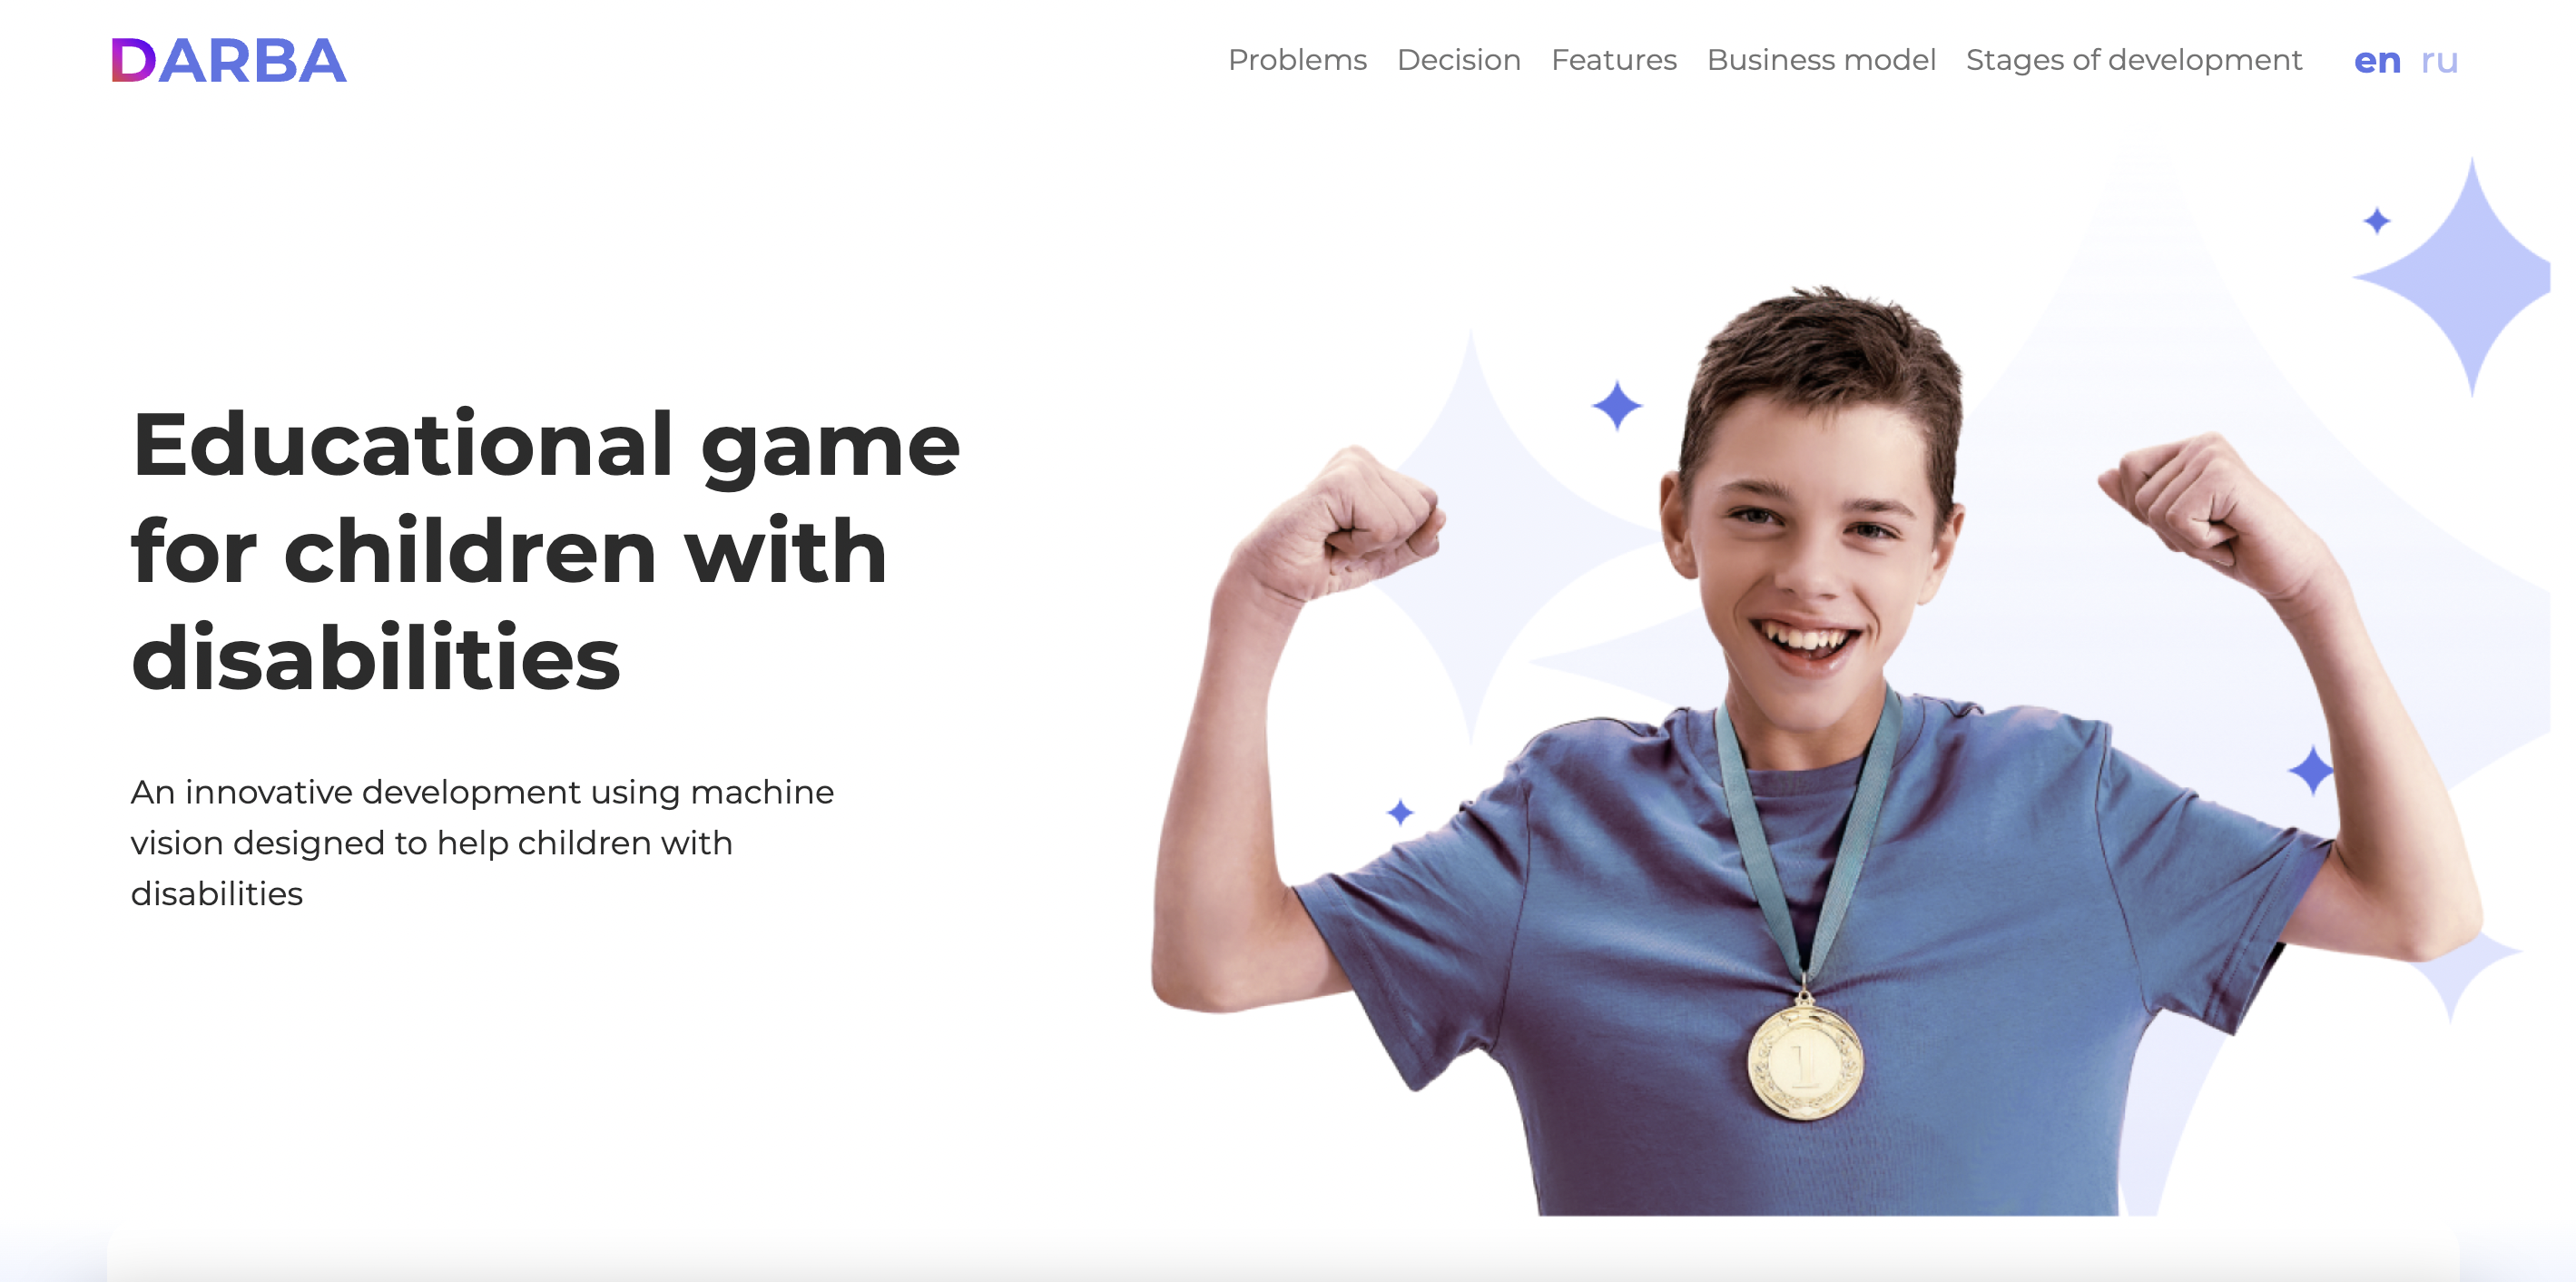 DARBA
Problems Decision Features Business model Stages of development en ru
Educational game
for children with
disabilities
An innovative development using machine
vision designed to help children with
disabilities
1